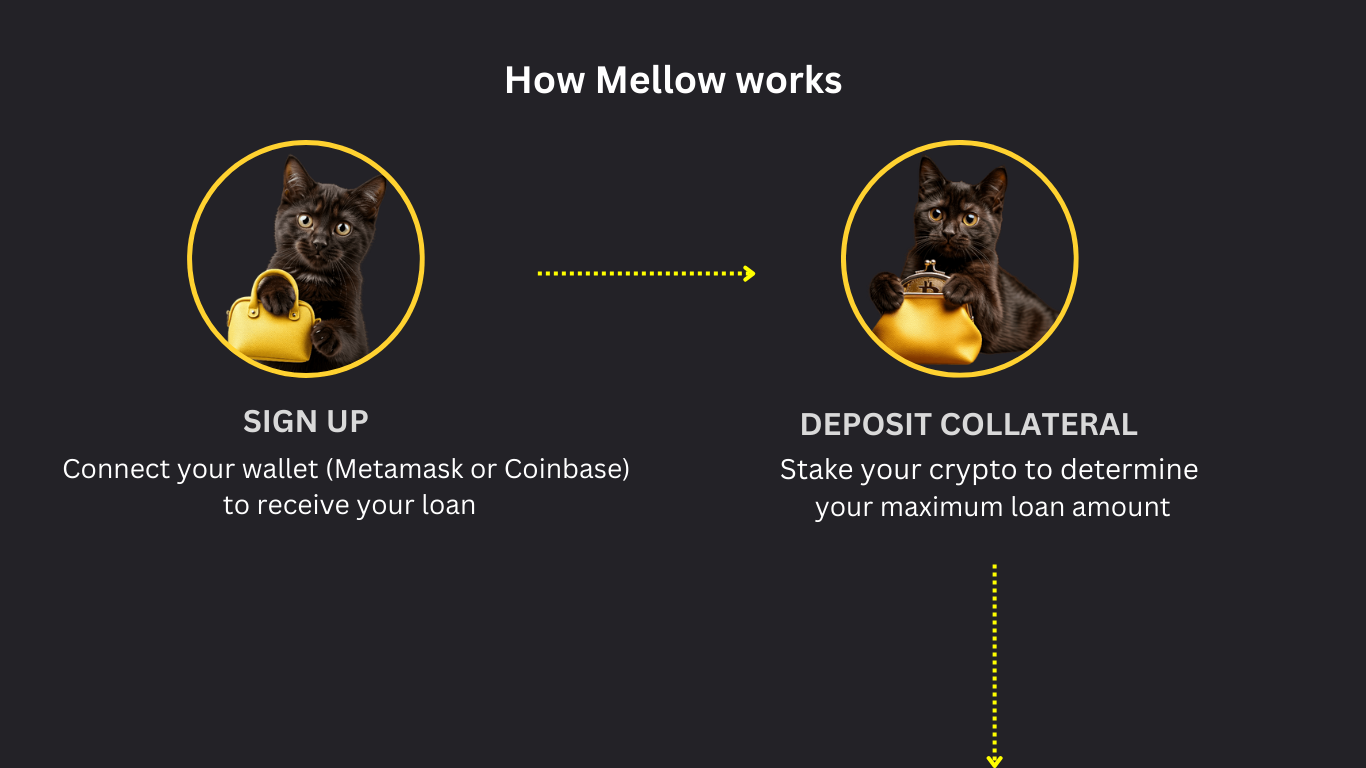 How Mellow works
SIGN UP
Connect your wallet (Metamask or Coinbase)
to receive your loan
DEPOSIT COLLATERAL
Stake your crypto to determine
your maximum loan amount